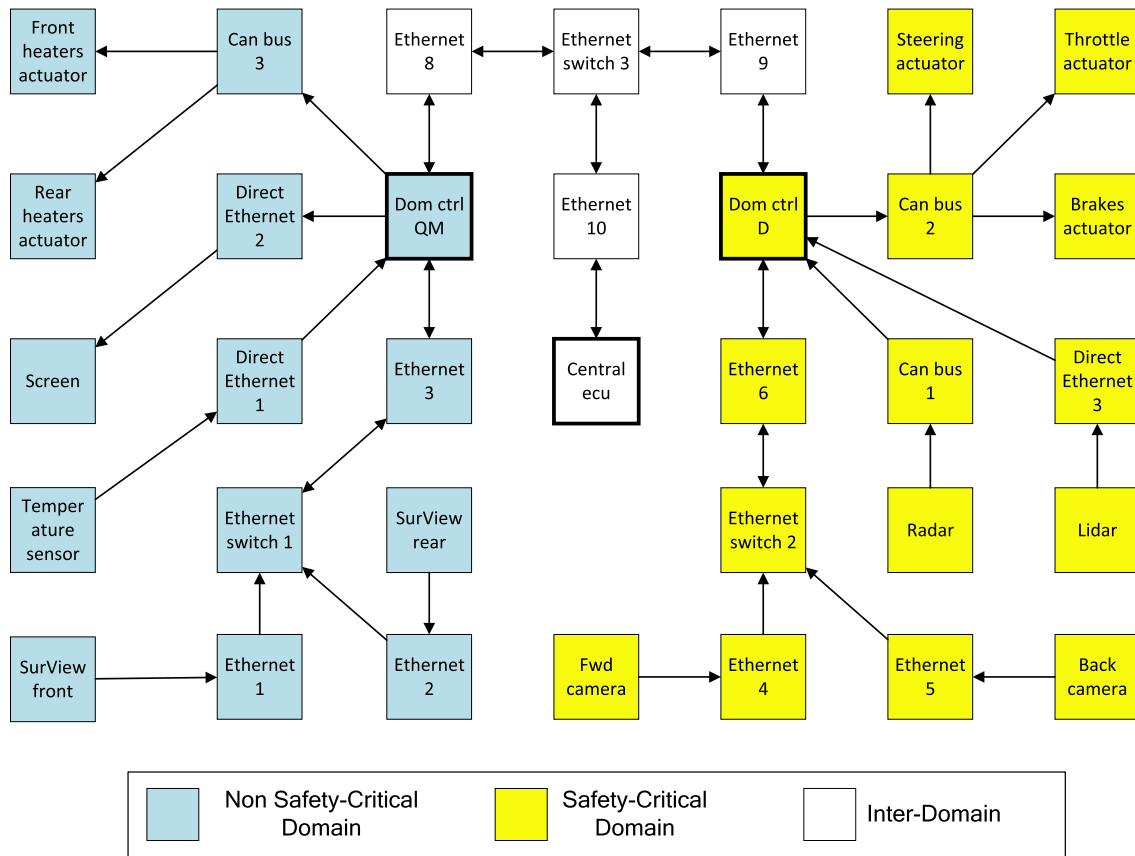 Front
heaters
actuator
Can bus
3
Ethernet
8
Ethernet
switch 3
Ethernet
9
Steering
actuator
Throttle
actuator
Rear
heaters
actuator
Direct
Ethernet
2
Dom ctrl
QM
Ethernet
10
Dom ctrl
D
Can bus
2
Brakes
actuator
Screen
Direct
Ethernet
1
Ethernet
3
Central
ecu
Ethernet
6
Can bus
1
Direct
Ethernet
3
Temper
ature
sensor
Ethernet
switch 1
SurView
rear
Ethernet
switch 2
Radar
Lidar
SurView
front
Ethernet
1
Ethernet
2
Fwd
camera
Ethernet
4
Ethernet
5
Back
camera
Non Safety-Critical
Domain
Safety-Critical
Domain
Inter-Domain